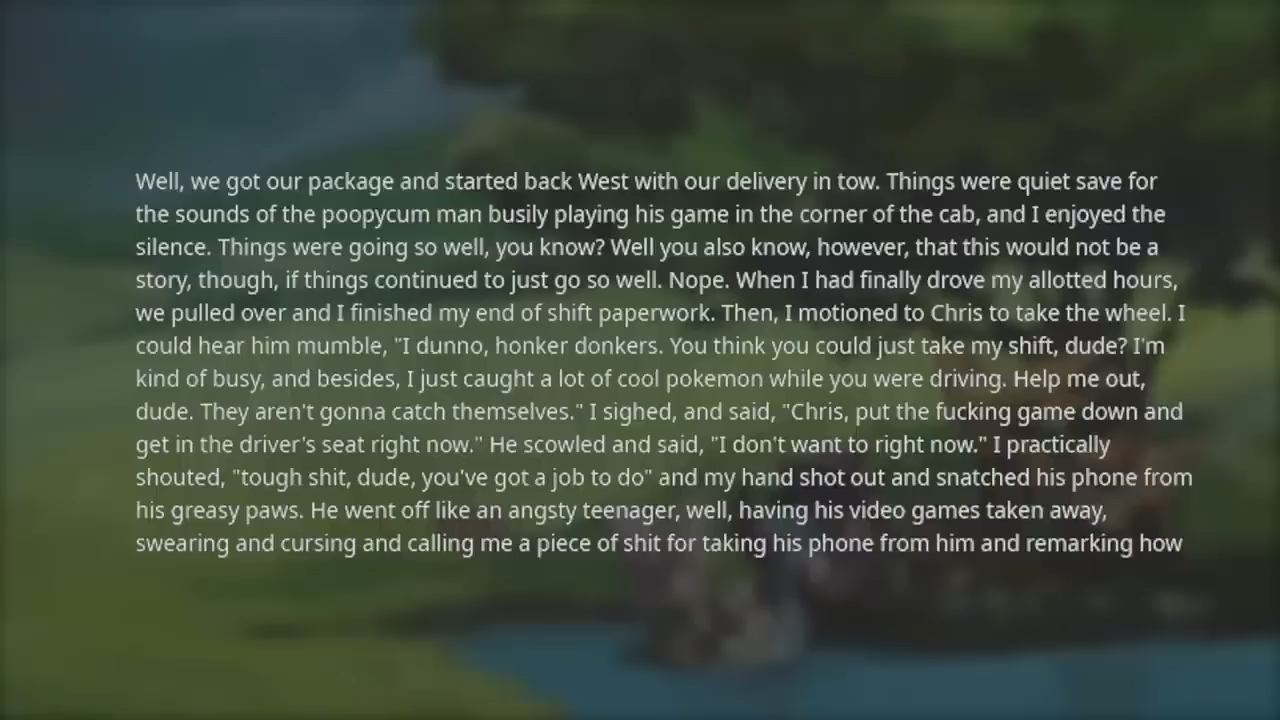 Well, we got our package and started back West with our delivery in tow. Things were quiet save for
the sounds of the poopycum man busily playing his game in the corner of the cab, and I enjoyed the
silence. Things were going so well, you know? Well you also know, however, that this would not be a
story, though, if things continued to just go so well. Nope. When I had finally drove my allotted hours,
we pulled over and I finished my end of shift paperwork. Then, I motioned to Chris to take the wheel. I
could hear him mumble, "I dunno, honker donkers. You think you could just take my shift, dude? I'm
kind of busy, and besides, I just caught a lot of cool pokemon while you were driving. Help me out,
dude. They aren't gonna catch themselves." I sighed, and said, "Chris, put the fucking game down and
get in the driver's seat right now." He scowled and said, "I don't want to right now." I practically
shouted, "tough shit, dude, you've got a job to do" and my hand shot out and snatched his phone from
his greasy paws. He went off like an angsty teenager, well, having his video games taken away,
swearing and cursing and calling me a piece of shit for taking his phone from him and remarking how